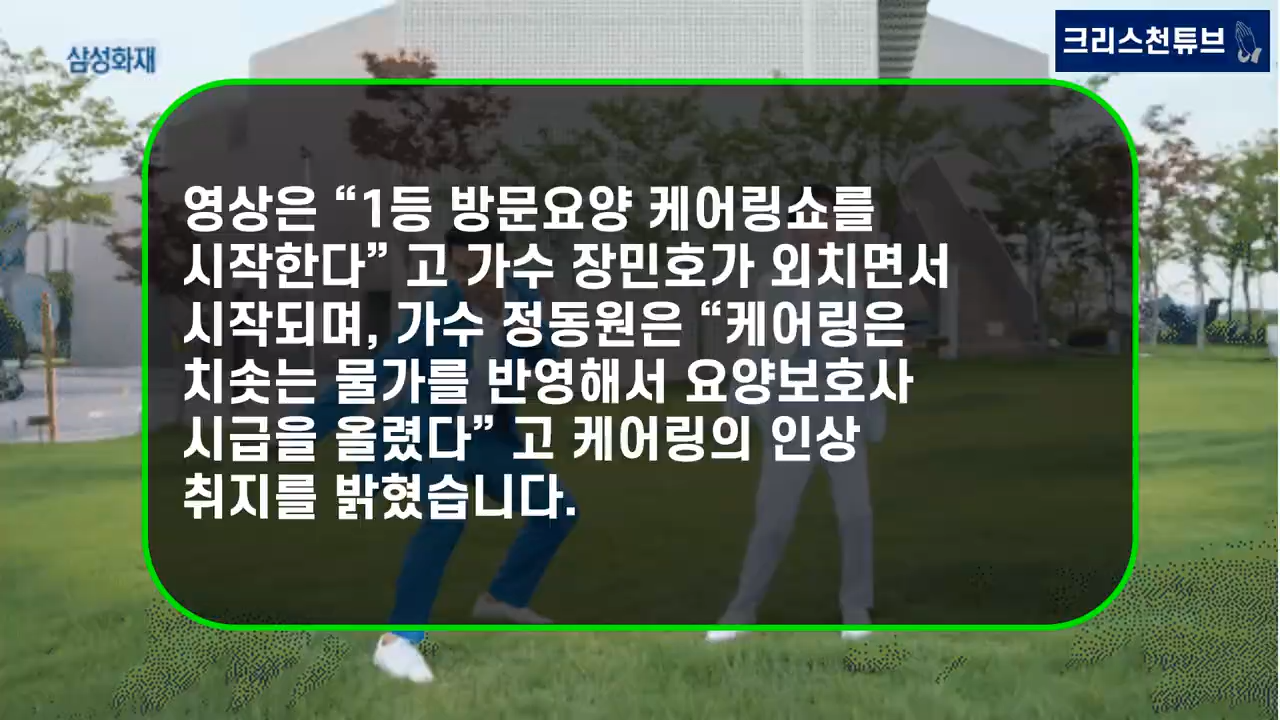 삼성화재
크리스천튜브
영상은 “1등 방문요양 케어링쇼를
시작한다” 고 가수 장민호가 외치면서
시작되며, 가수 정동원은 “케어링은
치솟는 물가를 반영해서 요양보호사
시급을 올렸다” 고 케어링의 인상
취지를 밝혔습니다.